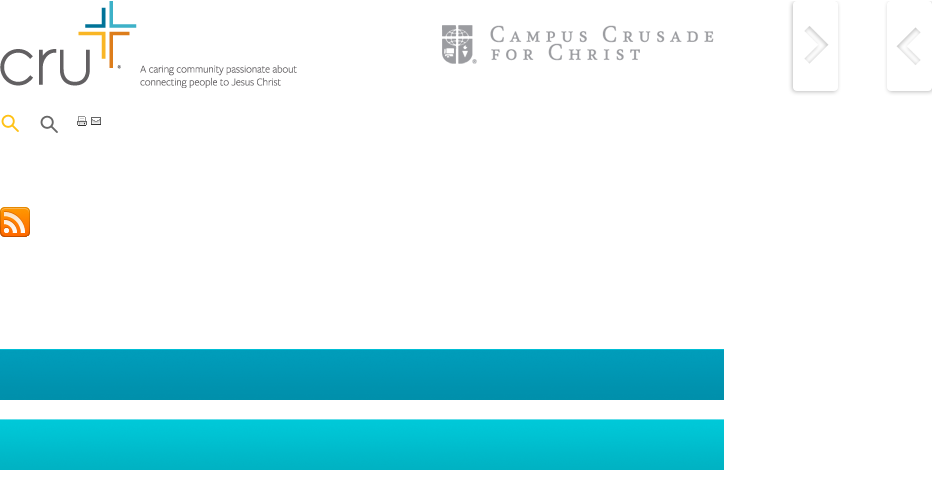 cru®
A caring community passionate about
connecting people to Jesus Christ
CAMPUS CRUSADE
FOR CHRIST
®